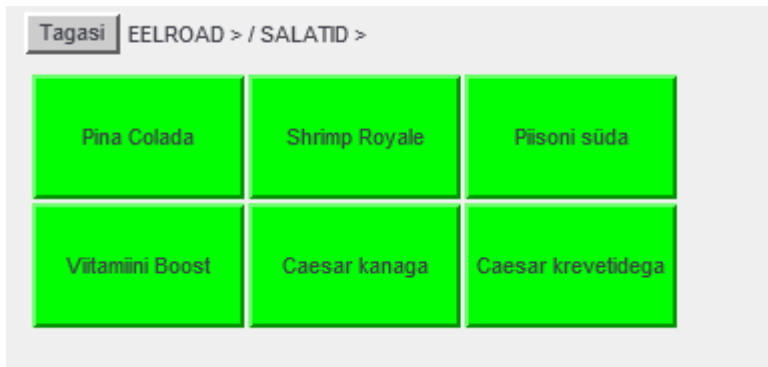 Tagasi EELROAD > / SALATID >
Pina Colada Shrimp Royale Piisoni süda
Viitamiini Boost Caesar kanaga Caesar krevetidega